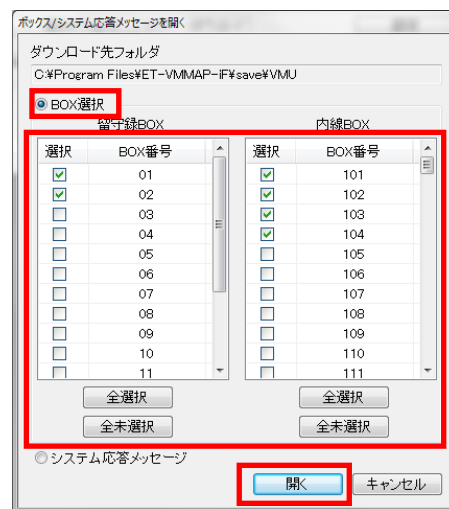 ボックス/システム応答メッセージを開く
ダウンロード先フォルダ
C:¥Program Files¥ET-VMMAP-iF¥save¥VMU
BOX選択
留守録BOX 内線BOX
選択 BOX番号 選択 BOX番号
01 101
02 102
03 103
04 104
05 105
06 106
07 107
08 108
09 109
10 110
11 111
全選択 全選択
全未選択 全未選択
システム応答メッセージ
開く キャンセル